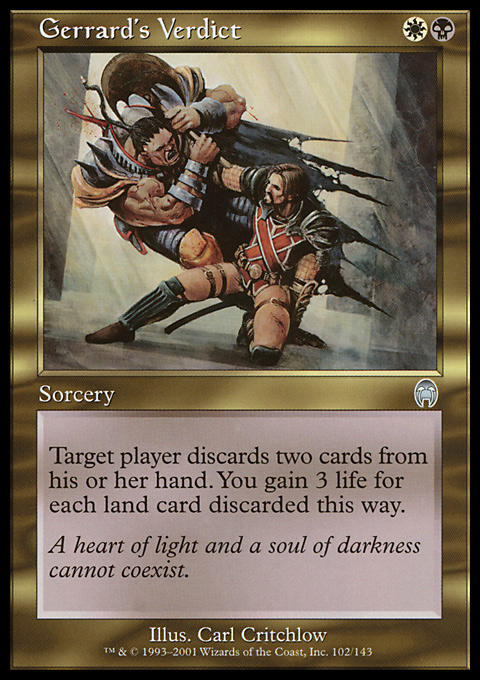 Gerrard's Verdict
Sorcery
Target player discards two cards from
his or her hand. You gain 3 life for
each land card discarded this way.
A heart of light and a soul of darkness
cannot coexist.
Illus. Carl Critchlow
™ & © 1993–2001 Wizards of the Coast, Inc. 102/143